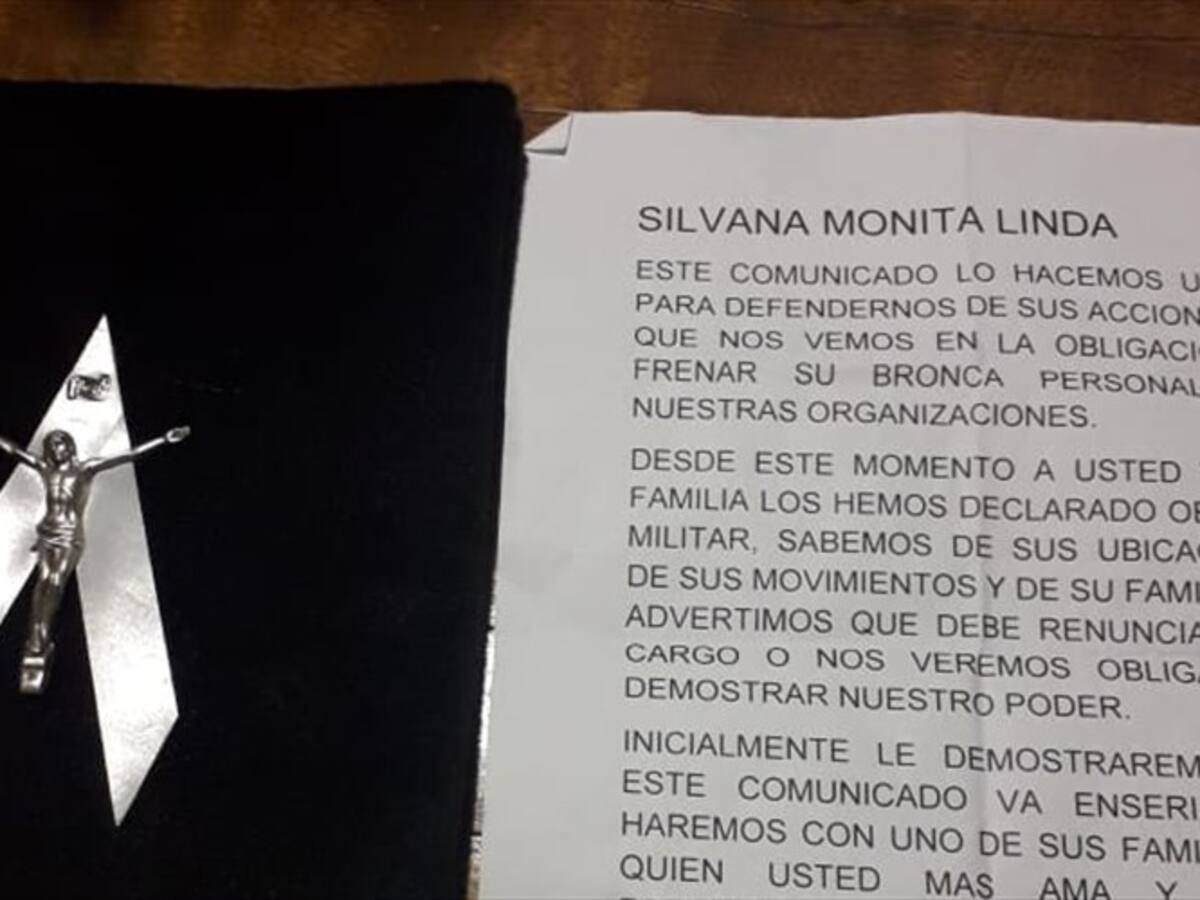 SILVANA MONITA LINDA
ESTE COMUNICADO LO HACEMOS
PARA DEFENDERNOS DE SUS ACCION
QUE NOS VEMOS EN LA OBLIGACI
FRENAR SU BRONCA PERSONAL
NUESTRAS ORGANIZACIONES.
DESDE ESTE MOMENTO A USTED
FAMILIA LOS HEMOS DECLARADO OB
MILITAR, SABEMOS DE SUS UBICA
DE SUS MOVIMIENTOS Y DE SU FAMI
ADVERTIMOS QUE DEBE RENUNCIA
CARGO O NOS VEREMOS OBLIGA
DEMOSTRAR NUESTRO PODER.
INICIALMENTE LE DEMOSTRAREM
ESTE COMUNICADO VA ENSERI
HAREMOS CON UNO DE SUS FAMI
QUIEN USTED MAS AMA Y